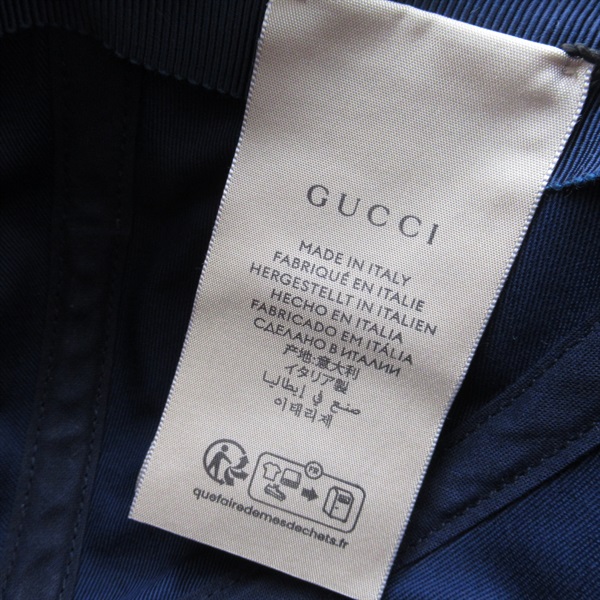 GUCCI
MADE IN ITALY
FABRIQUÉ EN ITALIE
HERGESTELLT IN ITALIEN
HECHO EN ITALIA
FABRICADO EM ITÁLIA
СДЕЛАНО В ИТАЛИИ
产地:意大利
イタリア製
صنع في إيطاليا
이태리제
FR
quefairedemesdechets.fr